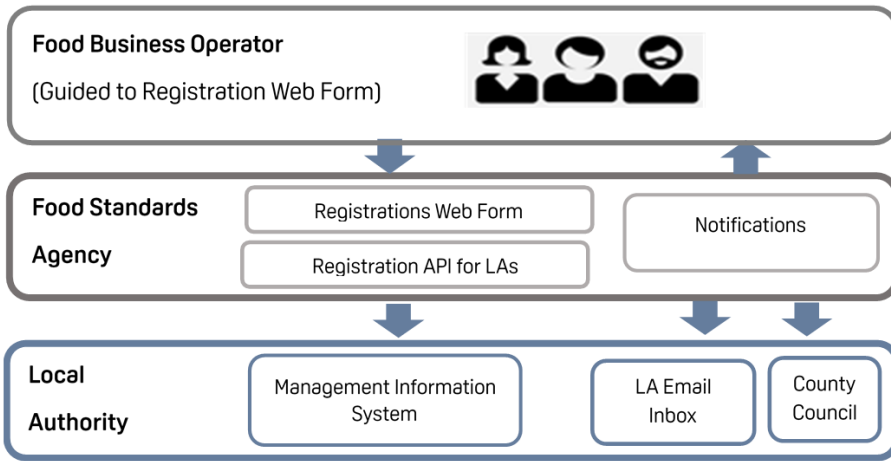 Food Business Operator
(Guided to Registration Web Form)
Food Standards
Agency
Registrations Web Form
Registration API for LAs
Notifications
Local
Authority
Management Information
System
LA Email
Inbox
County
Council